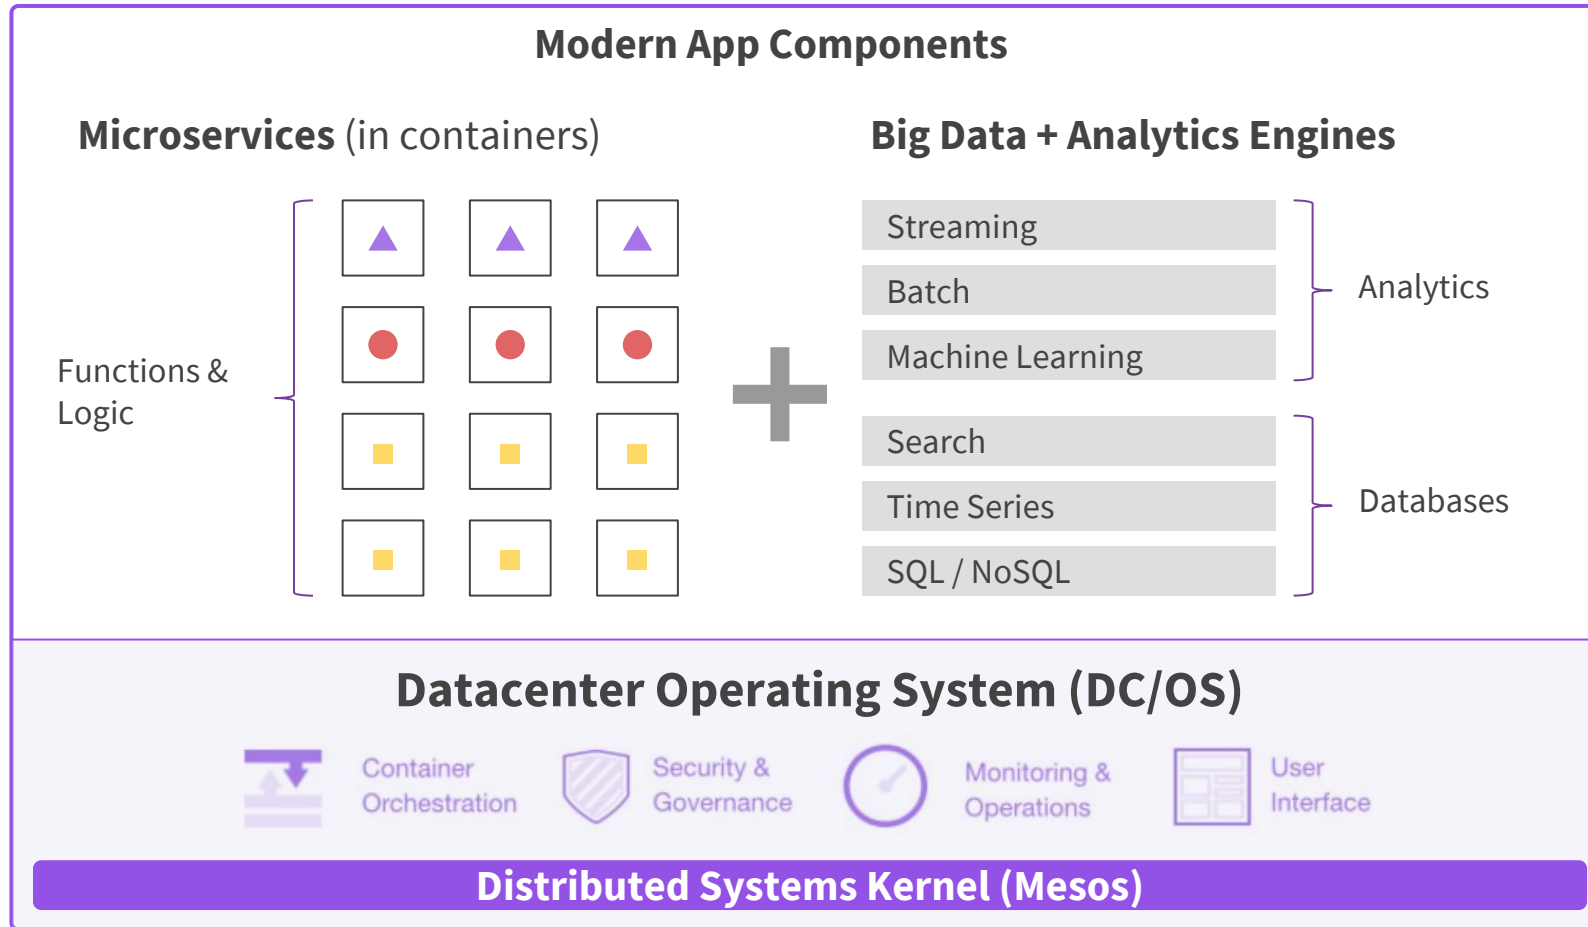 Modern App Components
Microservices (in containers)
Functions &
Logic
Big Data + Analytics Engines
Streaming
Batch
Machine Learning
Analytics
Search
Time Series
SQL / NoSQL
Databases
Datacenter Operating System (DC/OS)
Container
Orchestration
Security &
Governance
Monitoring &
Operations
User
Interface
Distributed Systems Kernel (Mesos)